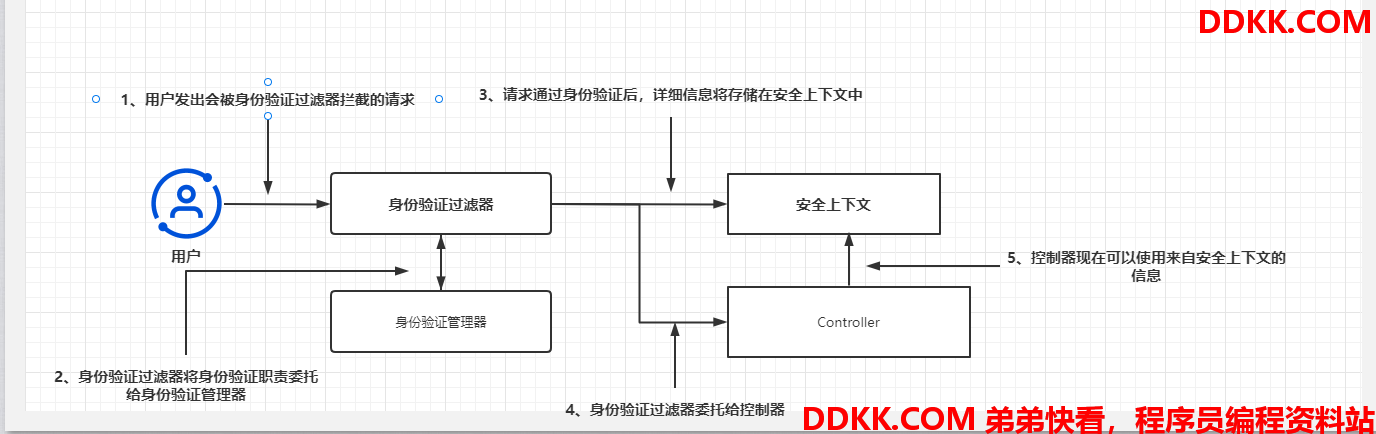 DDKK.COM
1、用户发出会被身份验证过滤器拦截的请求
3、请求通过身份验证后，详细信息将存储在安全上下文中
身份验证过滤器
安全上下文
用户
5、控制器现在可以使用来自安全上下文的
信息
身份验证管理器
Controller
2、身份验证过滤器将身份验证职责委托
给身份验证管理器
4、身份验证过滤器委托给控制器
DDKK.COM 弟弟快看，程序员编程资料站